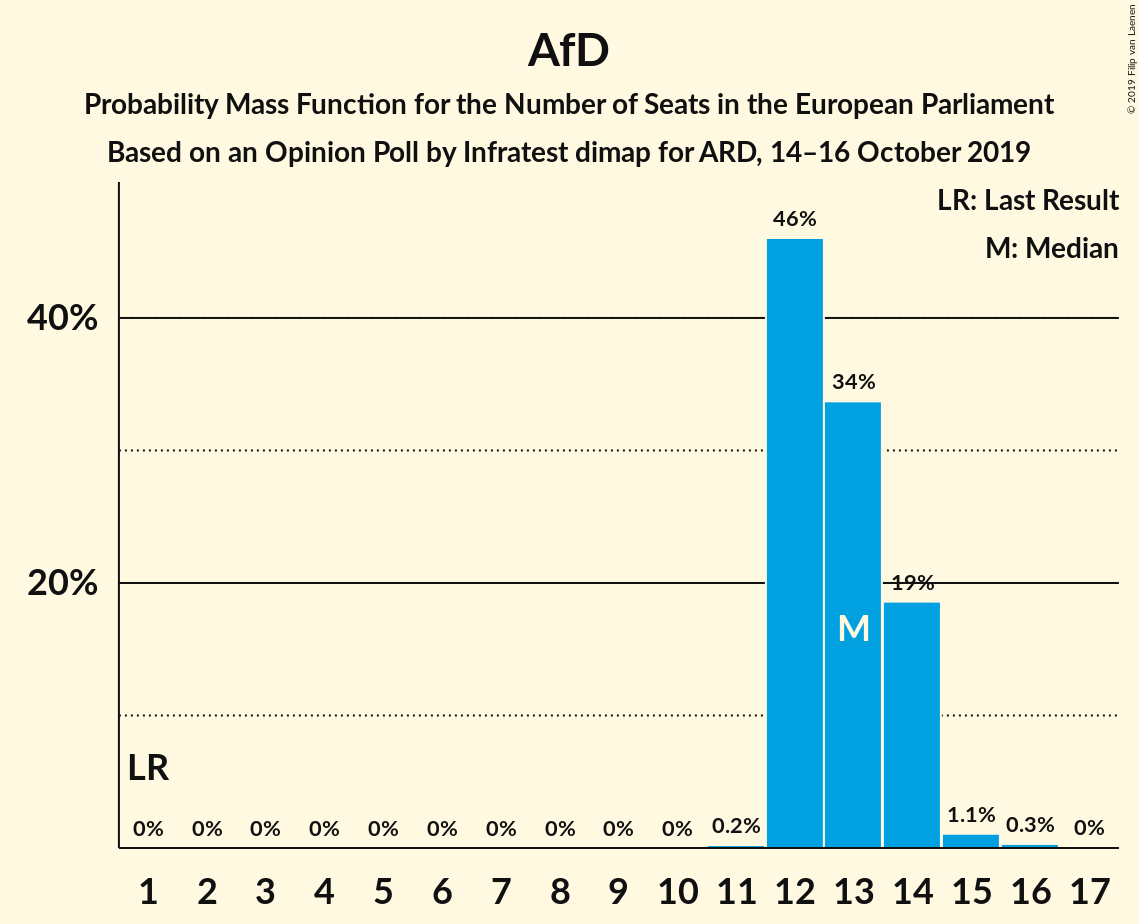 AfD
Probability Mass Function for the Number of Seats in the European Parliament
Based on an Opinion Poll by Infratest dimap for ARD, 14–16 October 2019
© 2019 Filip van Laenen
LR: Last Result
M: Median
46%
40%
34%
20%
19%
M
LR
0% 0% 0% 0% 0% 0% 0% 0% 0% 0% 0.2% 1.1% 0.3% 0%
1 2 3 4 5 6 7 8 9 10 11 12 13 14 15 16 17